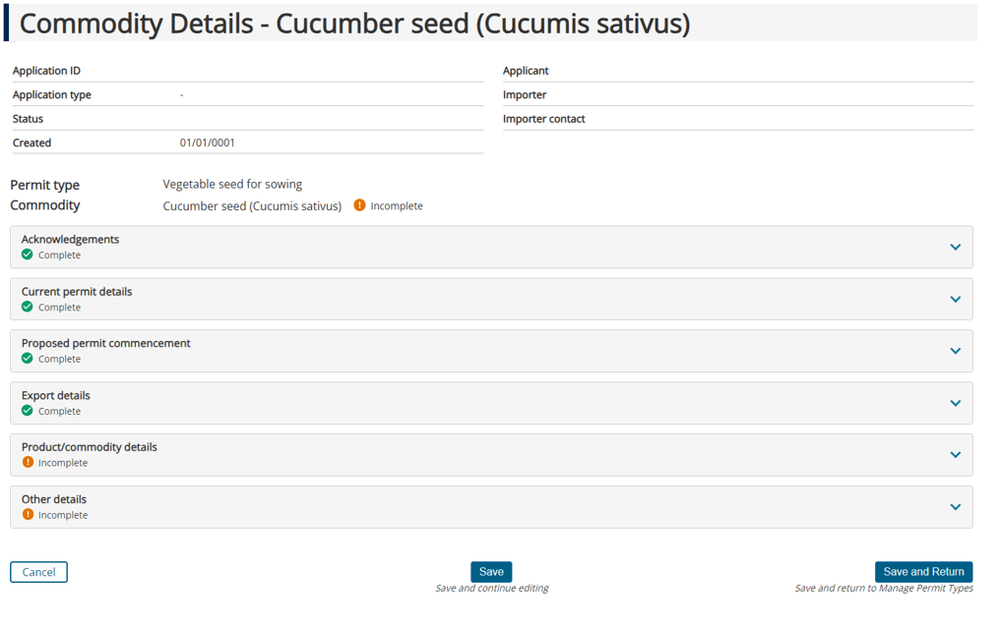 Commodity Details - Cucumber seed (Cucumis sativus)
Application ID
Applicant
Application type -
Importer
Status
Importer contact
Created 01/01/0001
Permit type Vegetable seed for sowing
Commodity Cucumber seed (Cucumis sativus) Incomplete
Acknowledgements
Complete
Current permit details
Complete
Proposed permit commencement
Complete
Export details
Complete
Product/commodity details
Incomplete
Other details
Incomplete
Cancel
Save
Save and Return
Save and continue editing
Save and return to Manage Permit Types